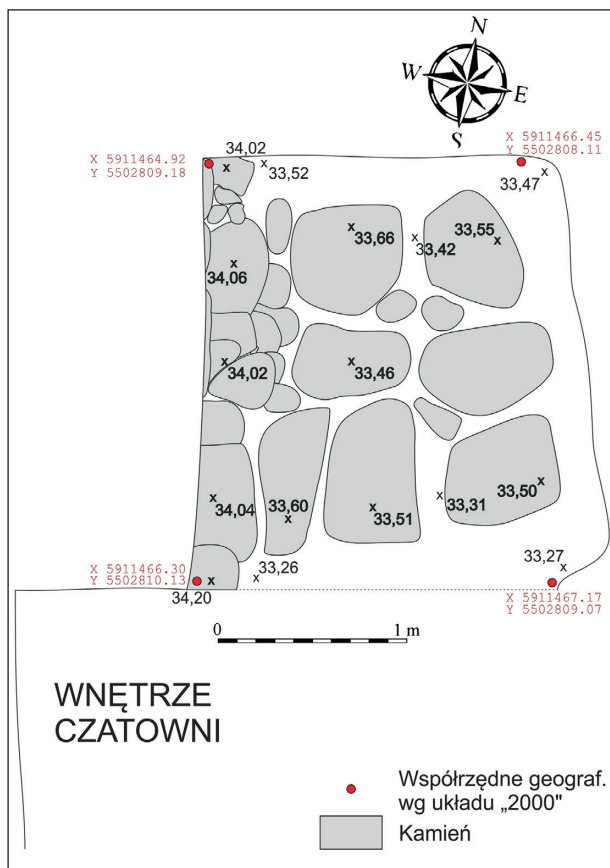 N
W
E
S
X 5911464.92
Y 5502809.18
34,02
33,52
X 5911466.45
Y 5502808.11
33,47
33,66
33,42
33,55
34,06
34,02
33,46
34,04
33,60
33,51
33,31
33,50
X 5911466.30
Y 5502810.13
34,20
33,26
33,27
X 5911467.17
Y 5502809.07
0
1 m
WNĘTRZE
CZATOWNI
Współrzędne geograf.
wg układu „2000"
Kamień